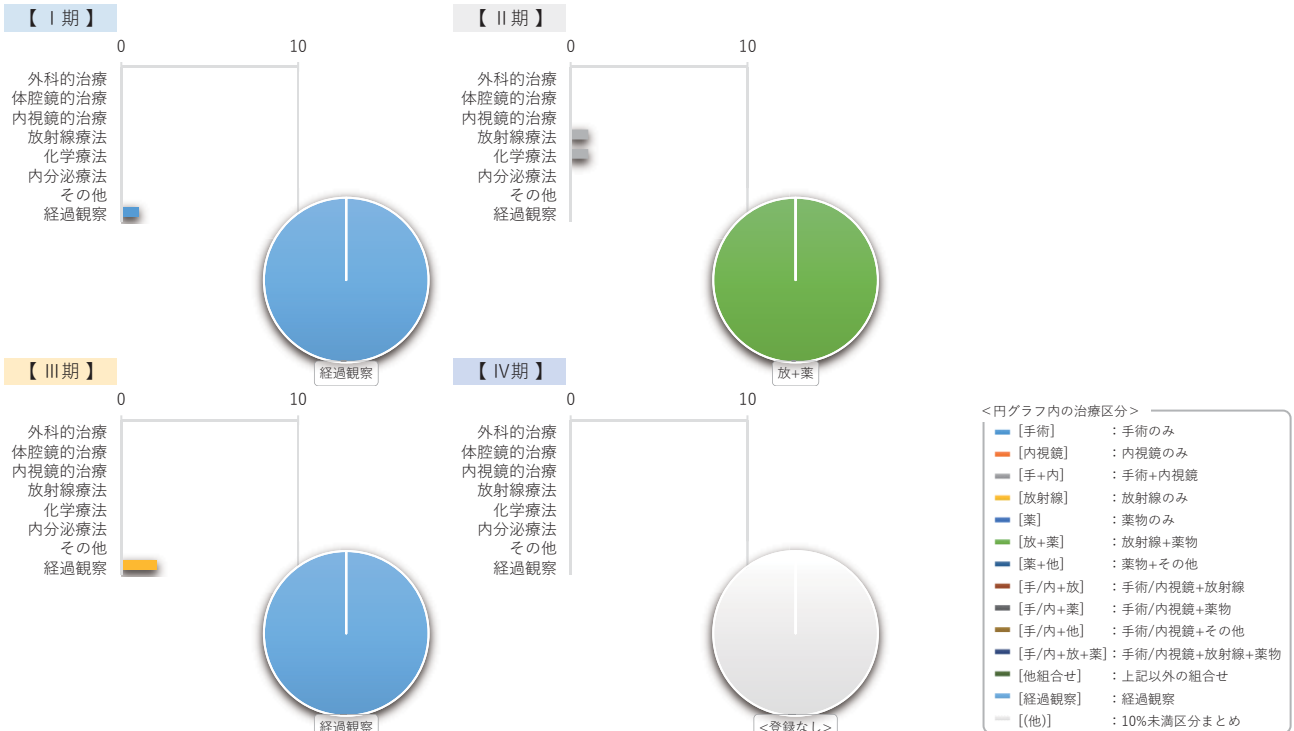 【 Ⅰ期 】
0 10
外科的治療
体腔鏡的治療
内視鏡的治療
放射線療法
化学療法
内分泌療法
その他
経過観察
経過観察
【 Ⅱ期 】
0 10
外科的治療
体腔鏡的治療
内視鏡的治療
放射線療法
化学療法
内分泌療法
その他
経過観察
放+薬
【 Ⅲ期 】
0 10
外科的治療
体腔鏡的治療
内視鏡的治療
放射線療法
化学療法
内分泌療法
その他
経過観察
経過観察
【 Ⅳ期 】
0 10
外科的治療
体腔鏡的治療
内視鏡的治療
放射線療法
化学療法
内分泌療法
その他
経過観察
<登録なし>
<円グラフ内の治療区分>
[手術] ：手術のみ
[内視鏡] ：内視鏡のみ
[手+内] ：手術+内視鏡
[放射線] ：放射線のみ
[薬] ：薬物のみ
[放+薬] ：放射線+薬物
[薬+他] ：薬物+その他
[手/内+放] ：手術/内視鏡+放射線
[手/内+薬] ：手術/内視鏡+薬物
[手/内+他] ：手術/内視鏡+その他
[手/内+放+薬]：手術/内視鏡+放射線+薬物
[他組合せ] ：上記以外の組合せ
[経過観察] ：経過観察
[(他)] ：10%未満区分まとめ